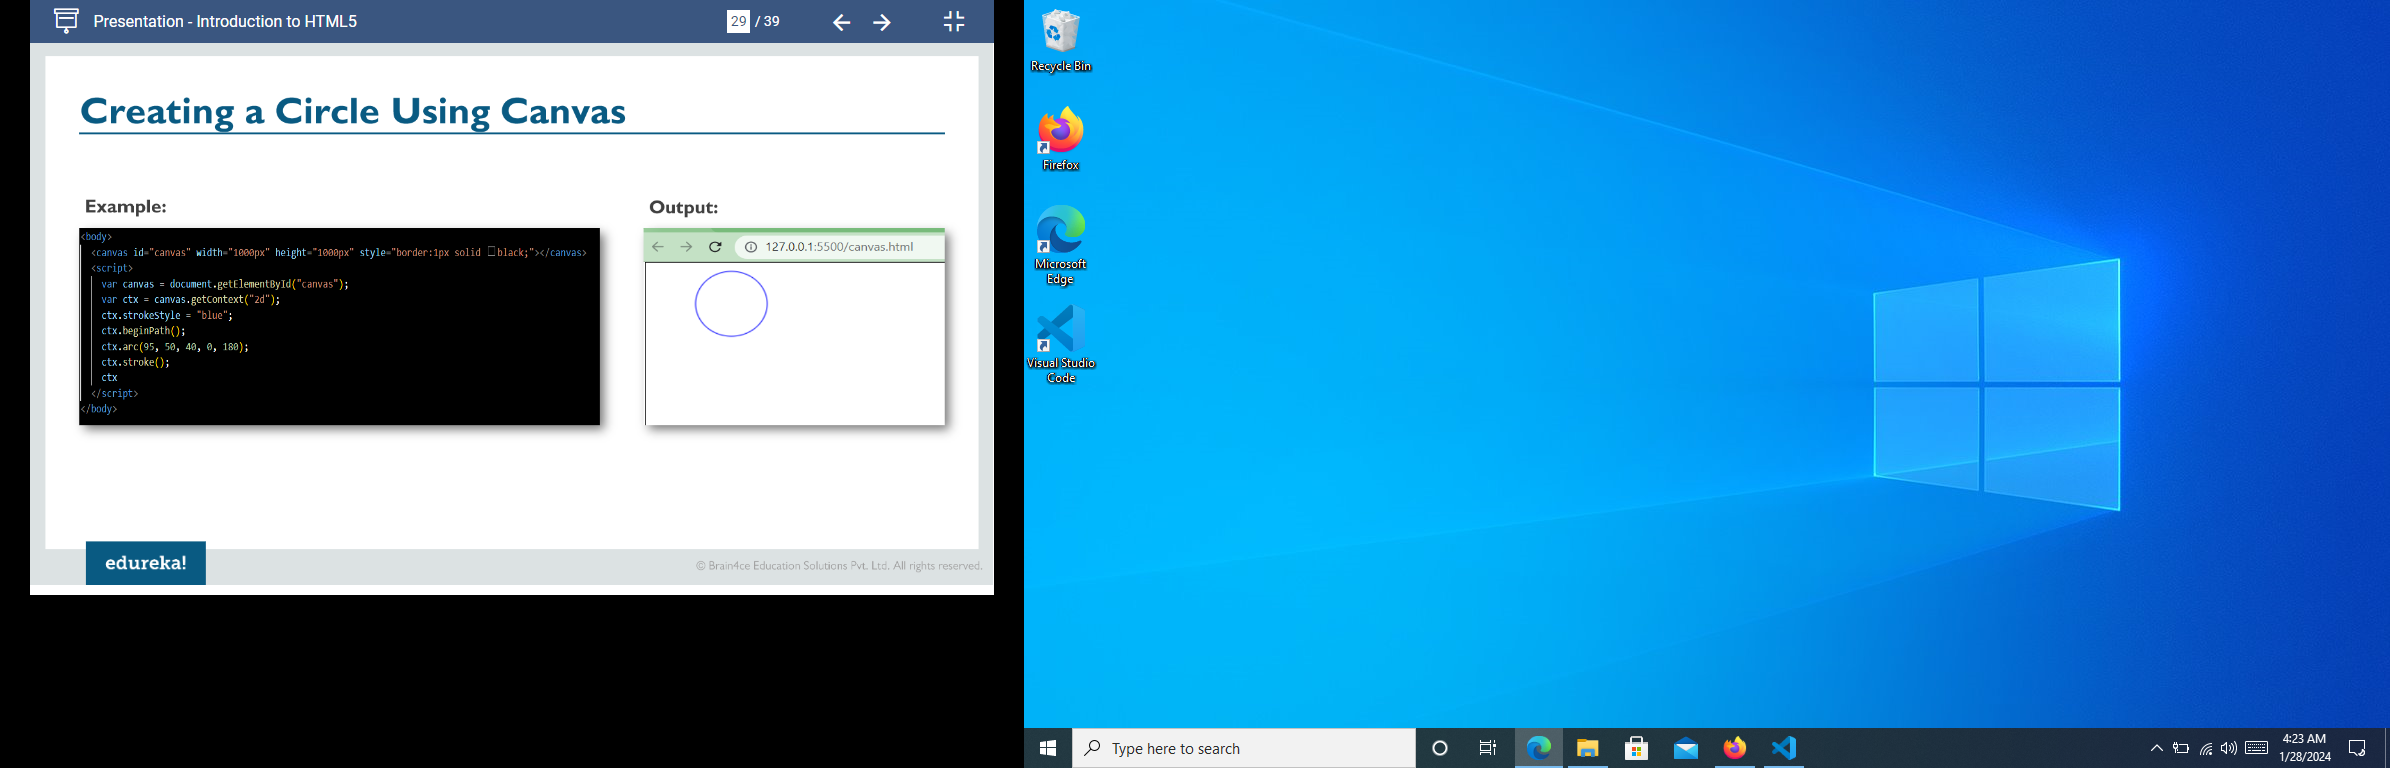 Presentation - Introduction to HTML5
29 / 39
Creating a Circle Using Canvas
Example:
<body>
<canvas id="canvas" width="1000px" height="1000px" style="border:1px solid black;"></canvas>
<script>
var canvas = document.getElementById("canvas");
var ctx = canvas.getContext("2d");
ctx.strokeStyle = "blue";
ctx.beginPath();
ctx.arc(95, 50, 40, 0, 180);
ctx.stroke();
ctx
</script>
</body>
Output:
127.0.0.1:5500/canvas.html
edureka!
© Brain4ce Education Solutions Pvt. Ltd. All rights reserved.
Recycle Bin
Firefox
Microsoft
Edge
Visual Studio
Code
Type here to search
4:23 AM
1/28/2024